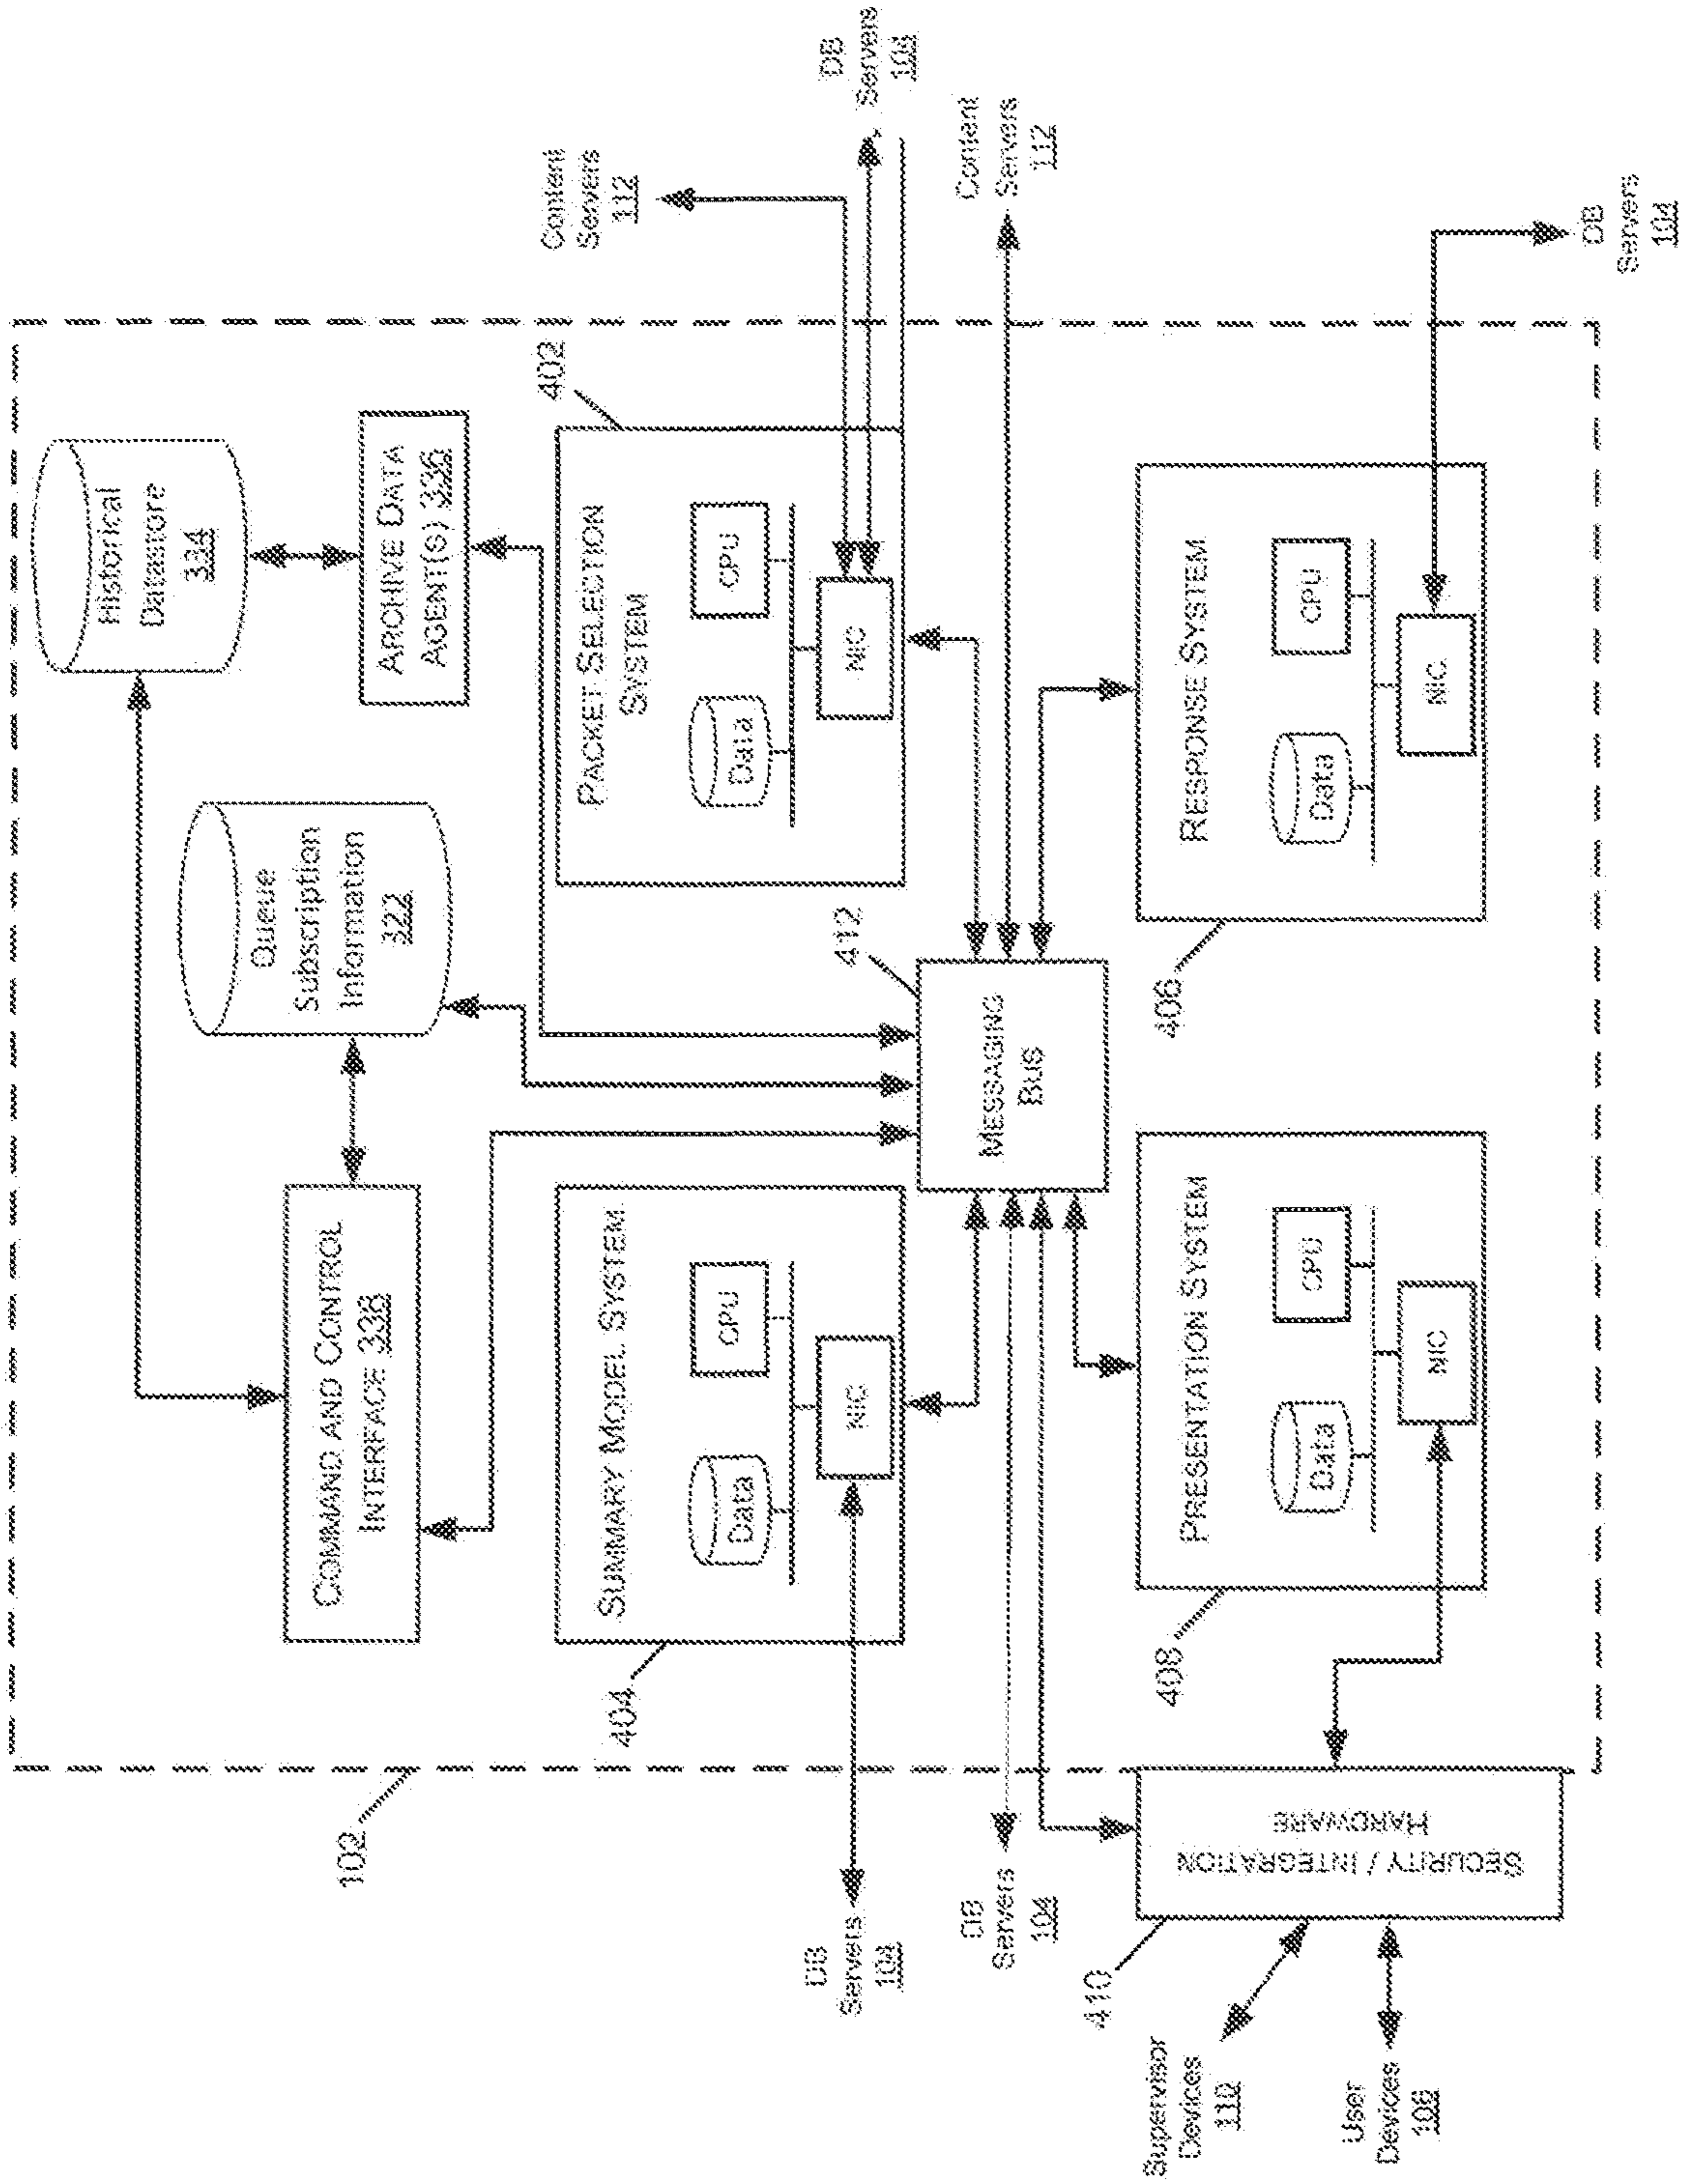 102
COMMAND AND CONTROL
INTERFACE 338
Queue
Subscription
Information
322
Historical
Datastore
334
ARCHIVE DATA
AGENT(S) 336
404
SUMMARY MODEL SYSTEM
Data
CPU
NIC
DB
Servers
104
402
PACKET SELECTION
SYSTEM
Data
CPU
NIC
Content
Servers
112
DB
Servers
104
412
MESSAGING
BUS
DB
Servers
104
Content
Servers
112
410
SECURITY / INTEGRATION
HARDWARE
Supervisor
Devices
110
User
Devices
108
408
PRESENTATION SYSTEM
Data
CPU
NIC
406
RESPONSE SYSTEM
Data
CPU
NIC
DB
Servers
104